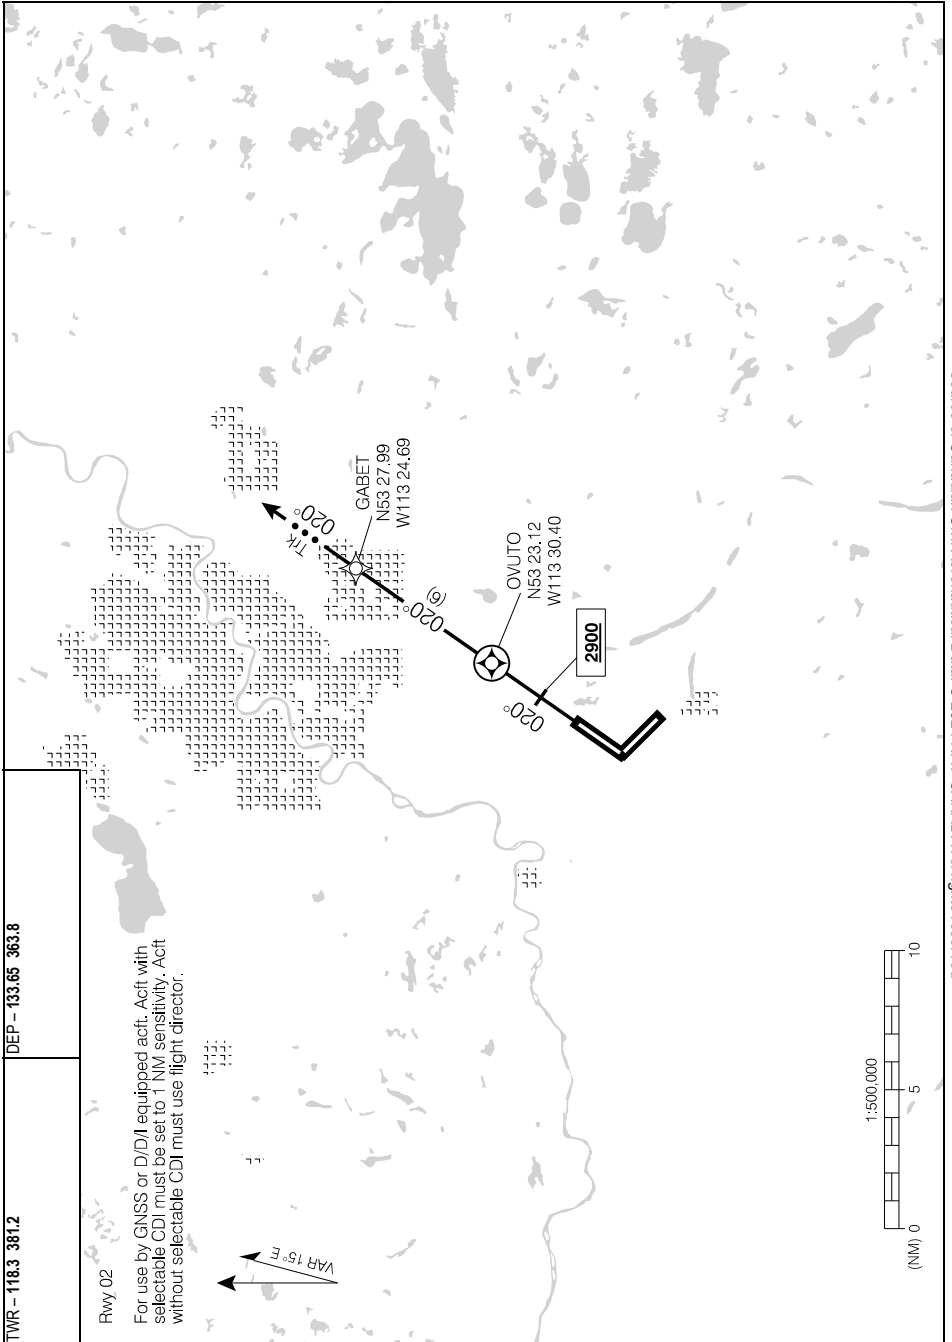 TWR – 118.3 381.2
DEP – 133.65 363.8
Rwy 02
For use by GNSS or D/D/I equipped acft. Acft with
selectable CDI must be set to 1 NM sensitivity. Acft
without selectable CDI must use flight director.
VAR 15° E
Trk
020°
GABET
N53 27.99
W113 24.69
020°
(6)
OVUTO
N53 23.12
W113 30.40
020°
2900
1:500,000
(NM) 0 5 10